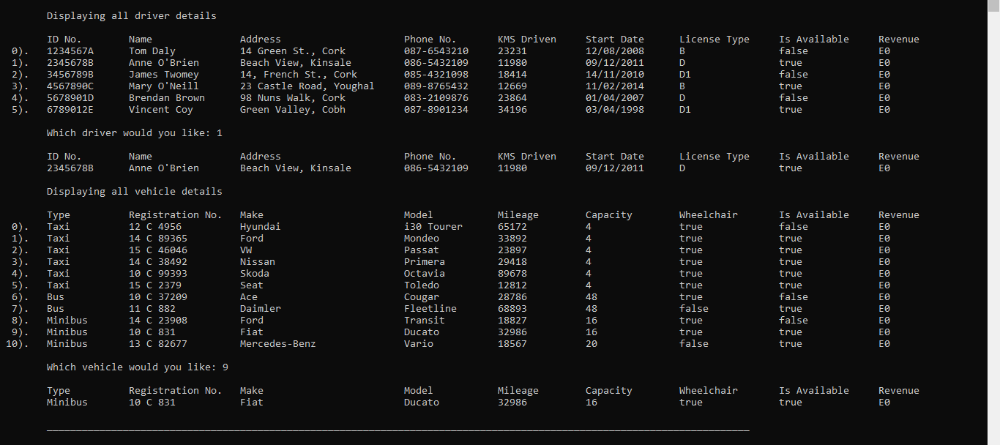 Displaying all driver details
ID No. Name Address Phone No. KMS Driven Start Date License Type Is Available Revenue
0). 1234567A Tom Daly 14 Green St., Cork 087-6543210 23231 12/08/2008 B false E0
1). 2345678B Anne O'Brien Beach View, Kinsale 086-5432109 11980 09/12/2011 D true E0
2). 3456789B James Twomey 14, French St., Cork 085-4321098 18414 14/11/2010 D1 false E0
3). 4567890C Mary O'Neill 23 Castle Road, Youghal 089-8765432 12669 11/02/2014 B true E0
4). 5678901D Brendan Brown 98 Nuns Walk, Cork 083-2109876 23864 01/04/2007 D false E0
5). 6789012E Vincent Coy Green Valley, Cobh 087-8901234 34196 03/04/1998 D1 true E0
Which driver would you like: 1
ID No. Name Address Phone No. KMS Driven Start Date License Type Is Available Revenue
2345678B Anne O'Brien Beach View, Kinsale 086-5432109 11980 09/12/2011 D true E0
Displaying all vehicle details
Type Registration No. Make Model Mileage Capacity Wheelchair Is Available Revenue
0). Taxi 12 C 4956 Hyundai i30 Tourer 65172 4 true false E0
1). Taxi 14 C 89365 Ford Mondeo 33892 4 true true E0
2). Taxi 15 C 46046 VW Passat 23897 4 true true E0
3). Taxi 14 C 38492 Nissan Primera 29418 4 true true E0
4). Taxi 10 C 99393 Skoda Octavia 89678 4 true true E0
5). Taxi 15 C 2379 Seat Toledo 12812 4 true true E0
6). Bus 10 C 37209 Ace Cougar 28786 48 true false E0
7). Bus 11 C 882 Daimler Fleetline 68893 48 false true E0
8). Minibus 14 C 23908 Ford Transit 18827 16 true false E0
9). Minibus 10 C 831 Fiat Ducato 32986 16 true true E0
10). Minibus 13 C 82677 Mercedes-Benz Vario 18567 20 false true E0
Which vehicle would you like: 9
Type Registration No. Make Model Mileage Capacity Wheelchair Is Available Revenue
Minibus 10 C 831 Fiat Ducato 32986 16 true true E0